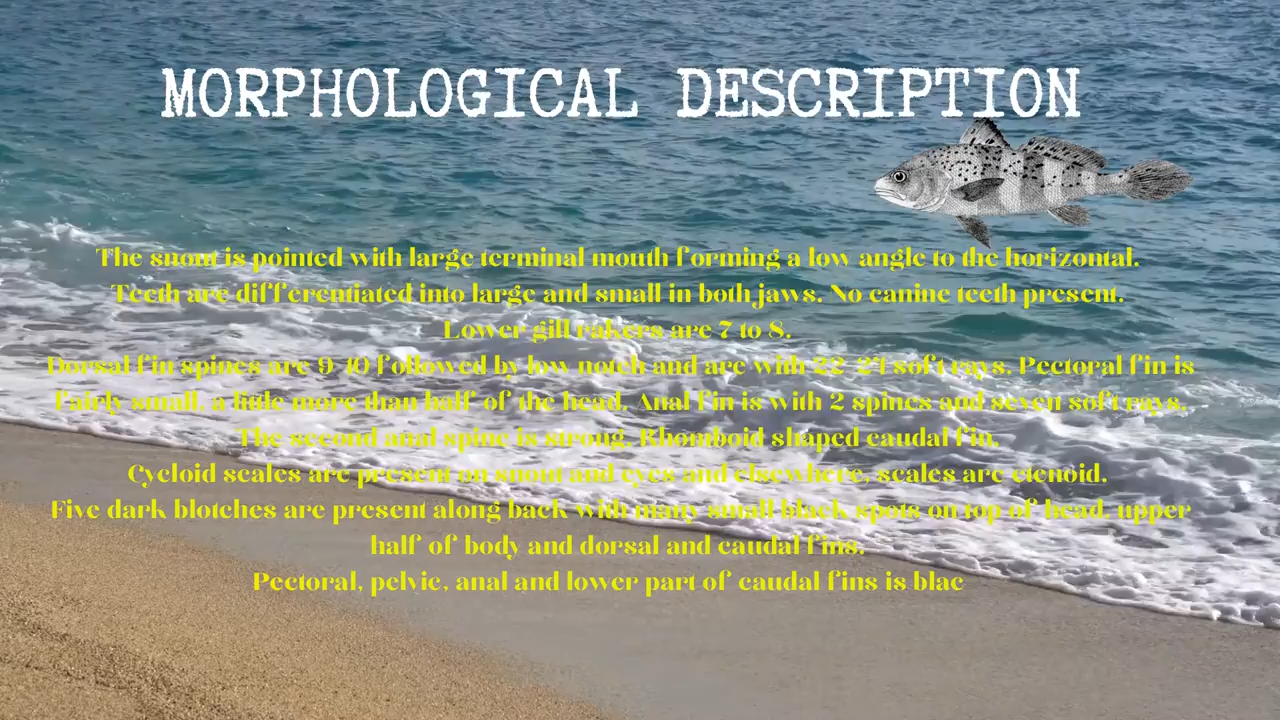 MORPHOLOGICAL DESCRIPTION
The snout is pointed with large terminal mouth forming a low angle to the horizontal.
Teeth are differentiated into large and small in both jaws. No canine teeth present.
Lower gill rakers are 7 to 8.
Dorsal fin spines are 9-10 followed by low notch and are with soft rays. Pectoral fin is
fairly small, a little more than half of the head. Anal fin is with 2 spines and seven soft rays.
The second anal spine is strong. Rhomboid shaped caudal fin.
Cycloid scales are present on snout and eyes and elsewhere, scales are ctenoid.
Five dark blotches are present along back with many small black spots on top of head, upper
half of body and dorsal and caudal fins.
Pectoral, pelvic, anal and lower part of caudal fins is blac